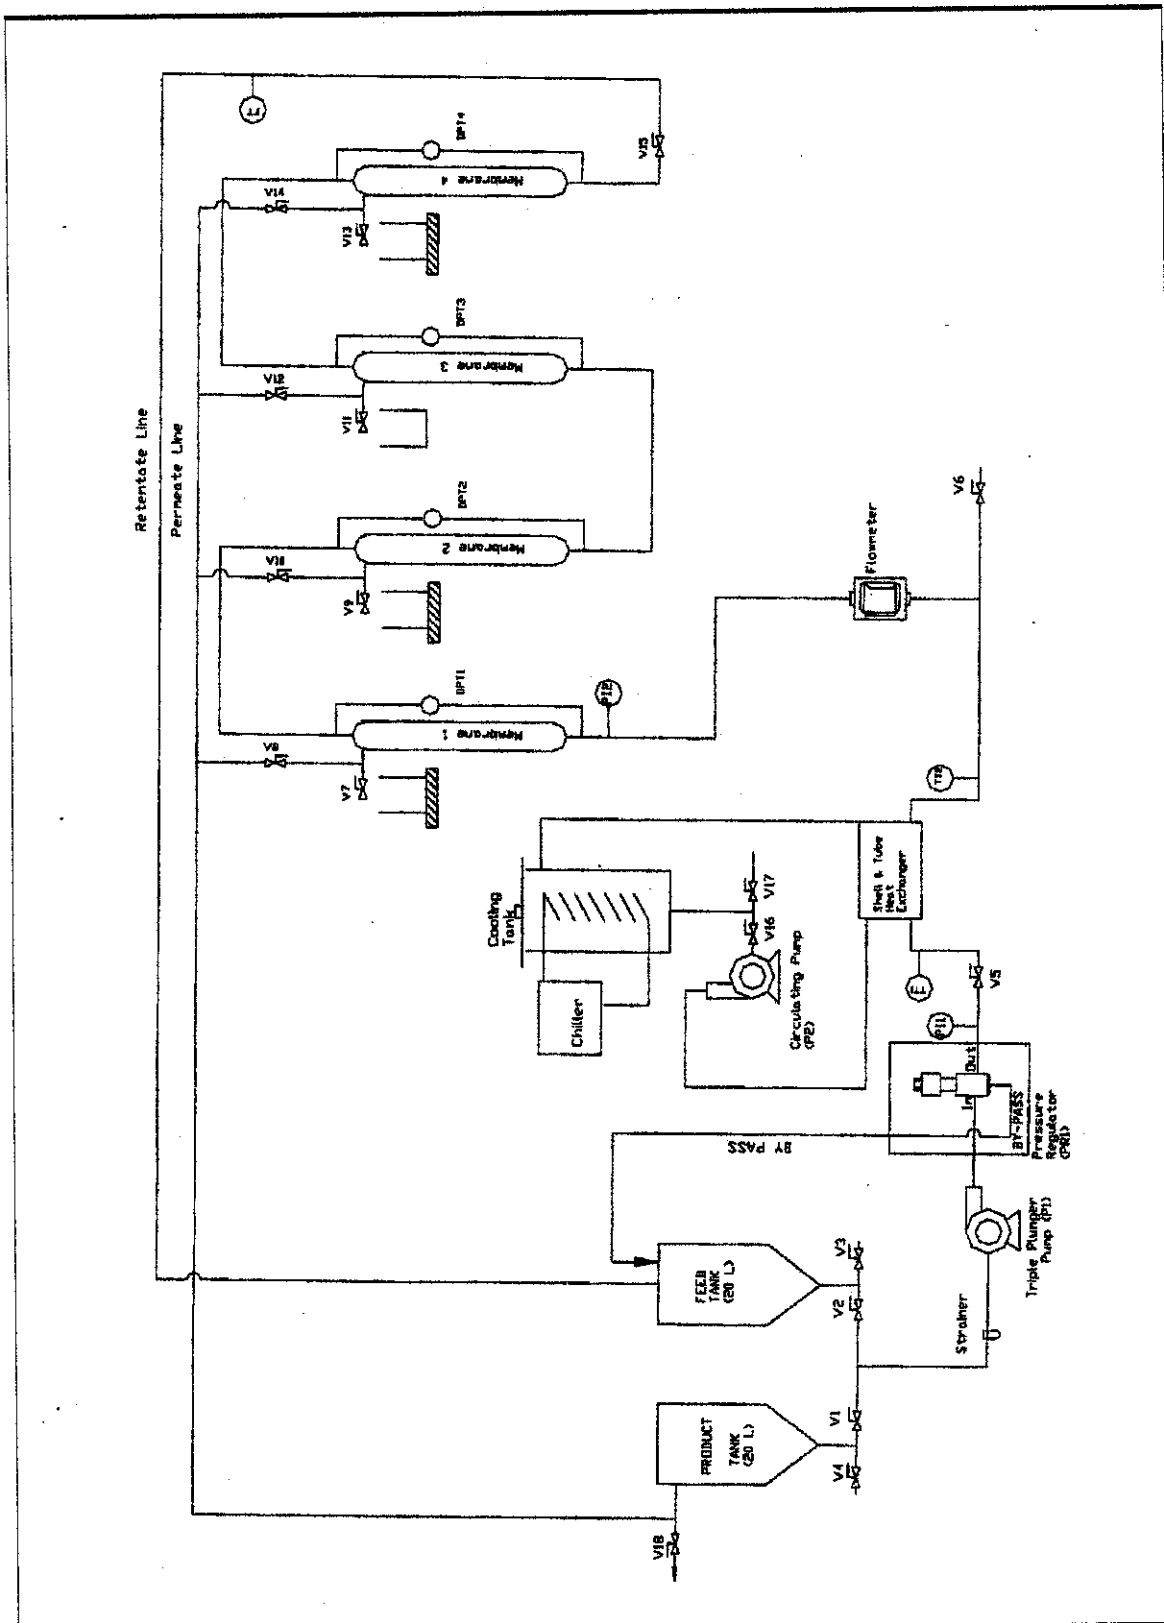 Retentate Line
Permeate Line
V14
DPT4
Membrane 4
V13
V15
V12
DPT3
Membrane 3
V11
DPT2
Membrane 2
V9
V8
DPT1
Membrane 1
V7
PI2
Flowmeter
V6
Cooling
Tank
Chiller
V17
V16
Circulating Pump
(P2)
Shell & Tube
Heat
Exchanger
V5
PI1
Out
In
BY-PASS
Pressure
Regulator
(PR1)
BY PASS
Triple Plunger
Pump (P1)
Strainer
FEED
TANK
(20 L)
V3
V2
PRODUCT
TANK
(20 L)
V1
V4
V18